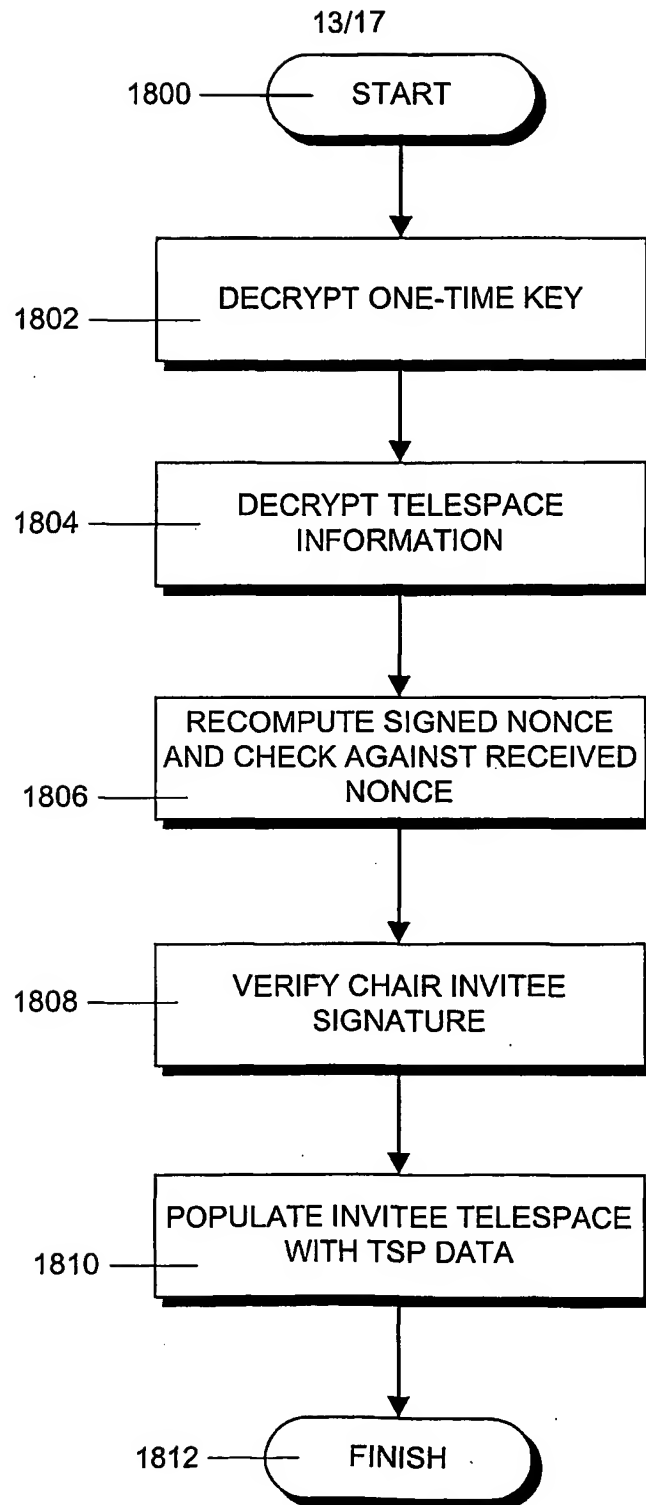 13/17
1800
START
1802
DECRYPT ONE-TIME KEY
1804
DECRYPT TELESPACE
INFORMATION
1806
RECOMPUTE SIGNED NONCE
AND CHECK AGAINST RECEIVED
NONCE
1808
VERIFY CHAIR INVITEE
SIGNATURE
1810
POPULATE INVITEE TELESPACE
WITH TSP DATA
1812
FINISH